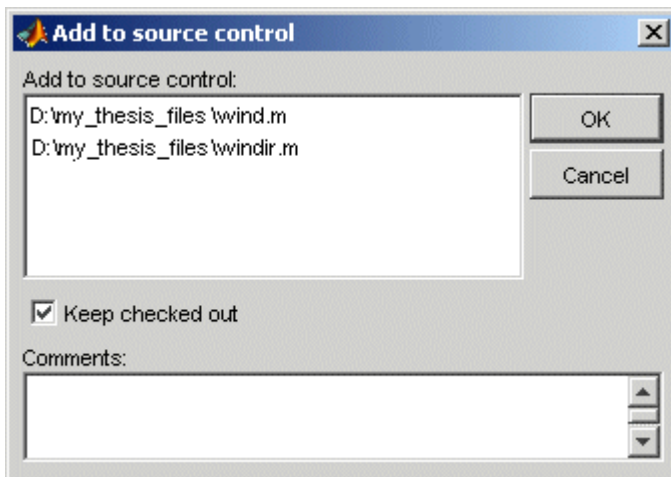 Add to source control
Add to source control:
D:\my_thesis_files\wind.m
D:\my_thesis_files\windir.m
OK
Cancel
Keep checked out
Comments: